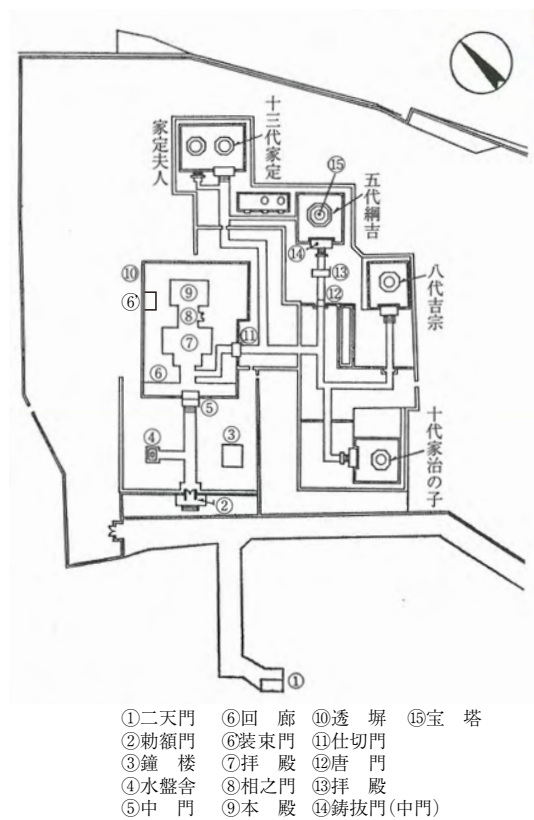 十三代家定
家定夫人
⑮
五代綱吉
⑭
⑬
八代吉宗
⑩
⑥'
⑨
⑧
⑫
⑪
⑦
⑥
⑤
十代家治の子
④
③
②
①
①二天門 ⑥回 廊 ⑩透 塀 ⑮宝 塔
②勅額門 ⑥'装束門 ⑪仕切門
③鐘 楼 ⑦拝 殿 ⑫唐 門
④水盤舎 ⑧相之門 ⑬拝 殿
⑤中 門 ⑨本 殿 ⑭鋳抜門(中門)